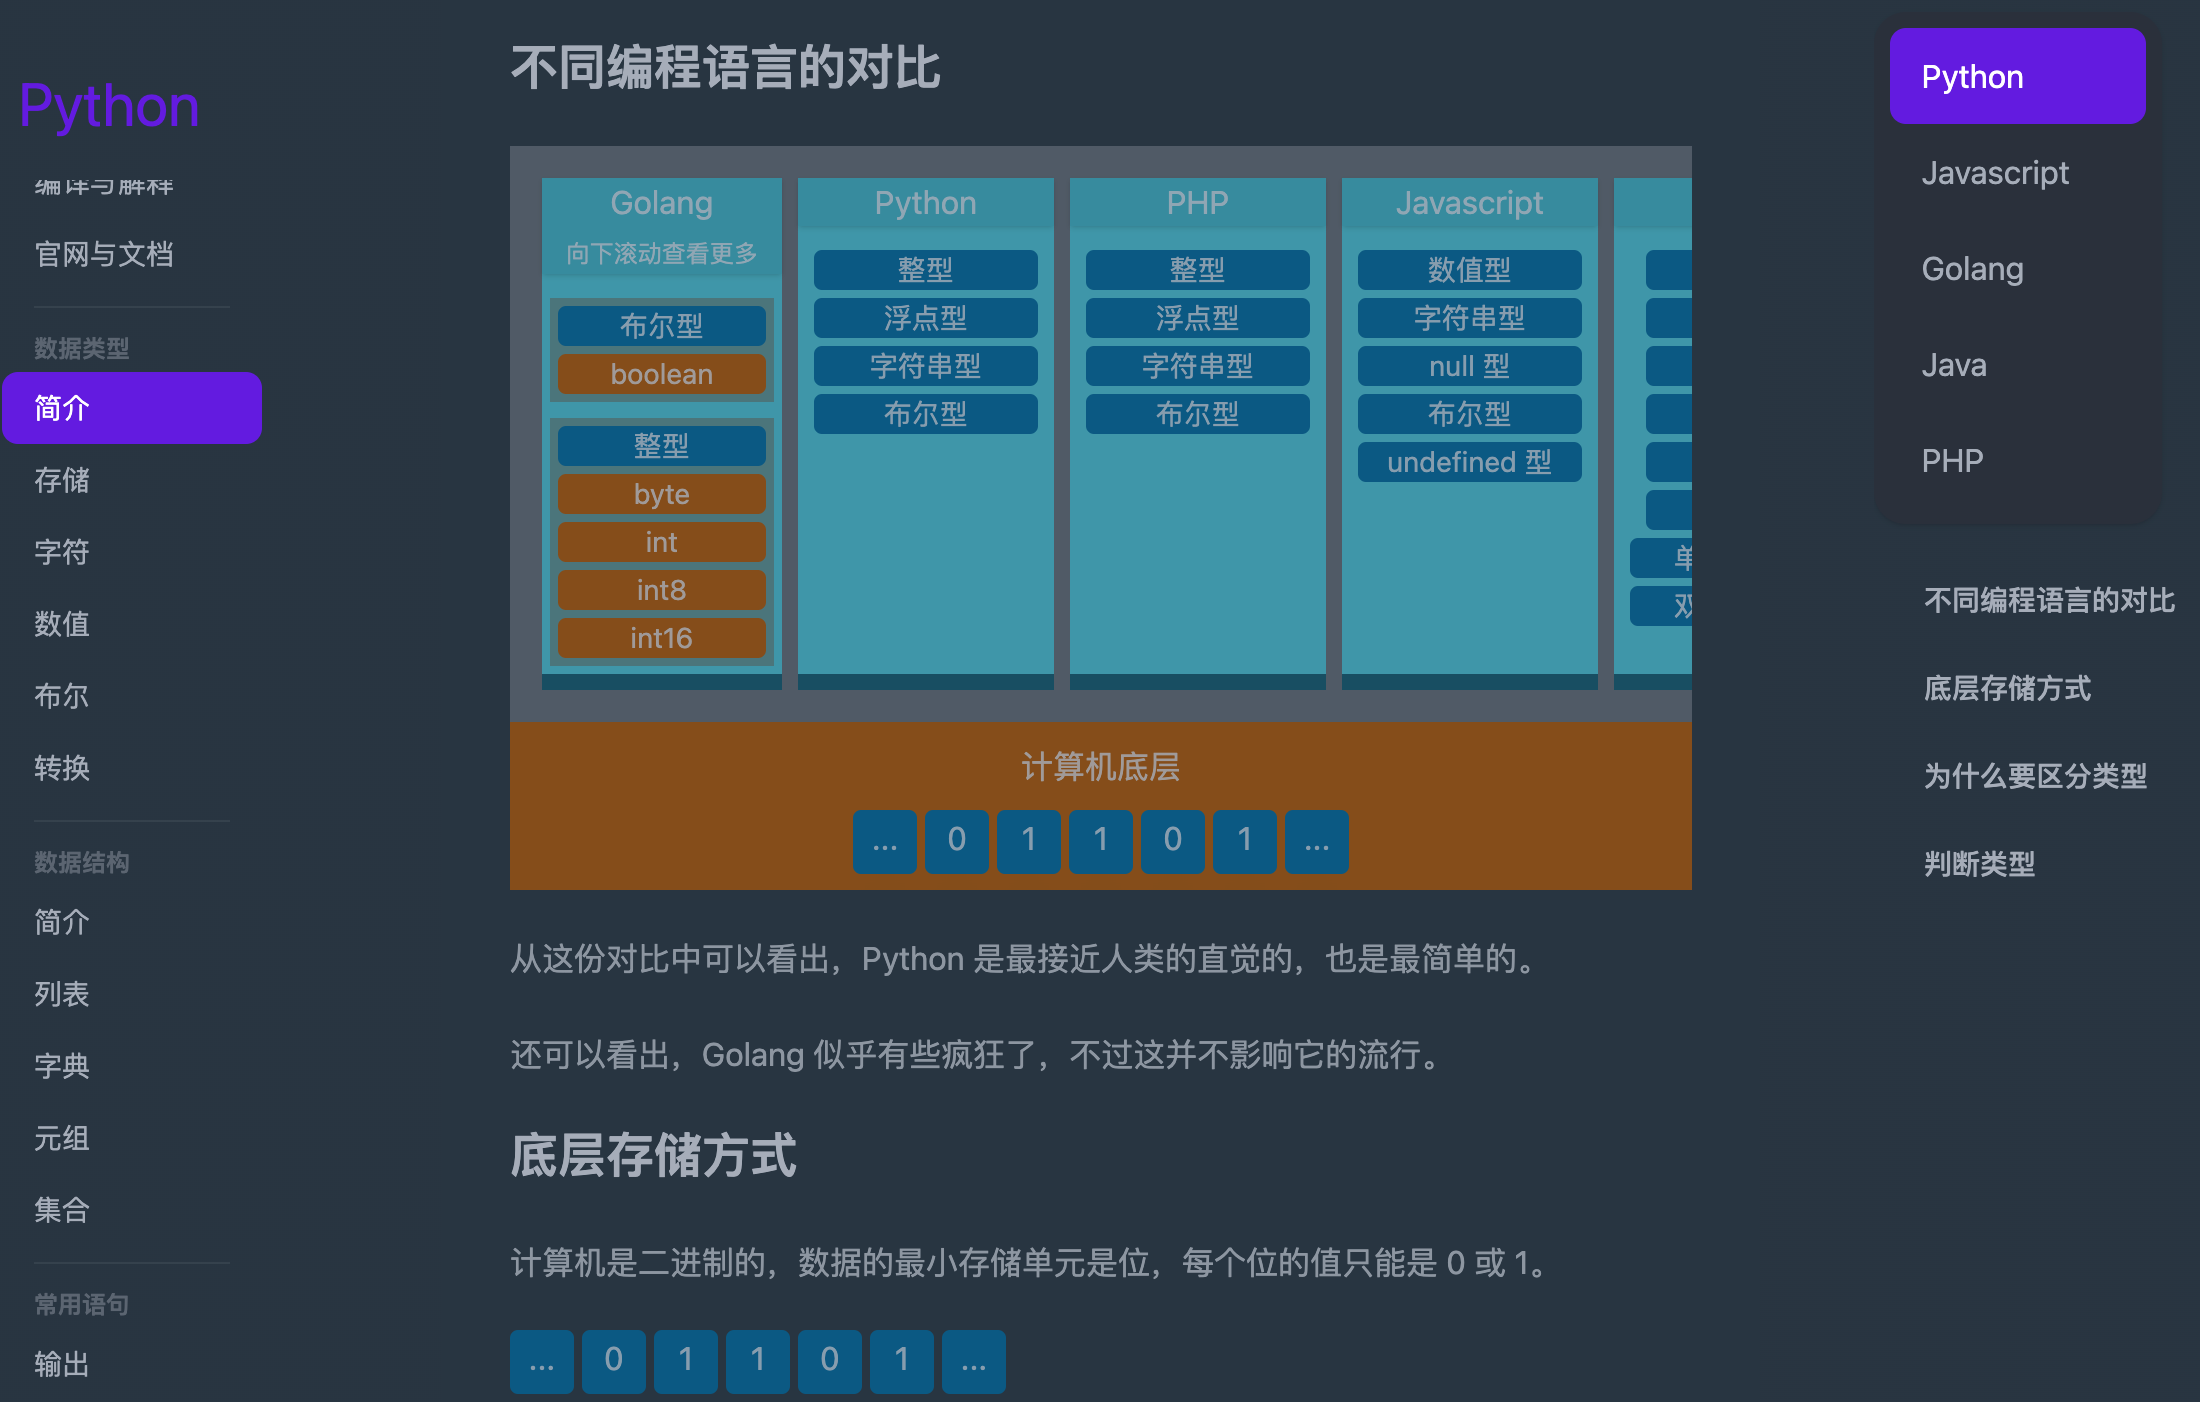 Python
编译与解释
官网与文档
数据类型
简介
存储
字符
数值
布尔
转换
数据结构
简介
列表
字典
元组
集合
常用语句
输出
不同编程语言的对比
Golang
向下滚动查看更多
布尔型
boolean
整型
byte
int
int8
int16
Python
整型
浮点型
字符串型
布尔型
PHP
整型
浮点型
字符串型
布尔型
Javascript
数值型
字符串型
null 型
布尔型
undefined 型
单
双
计算机底层
... 0 1 1 0 1 ...
从这份对比中可以看出，Python 是最接近人类的直觉的，也是最简单的。
还可以看出，Golang 似乎有些疯狂了，不过这并不影响它的流行。
底层存储方式
计算机是二进制的，数据的最小存储单元是位，每个位的值只能是 0 或 1。
... 0 1 1 0 1 ...
Python
Javascript
Golang
Java
PHP
不同编程语言的对比
底层存储方式
为什么要区分类型
判断类型